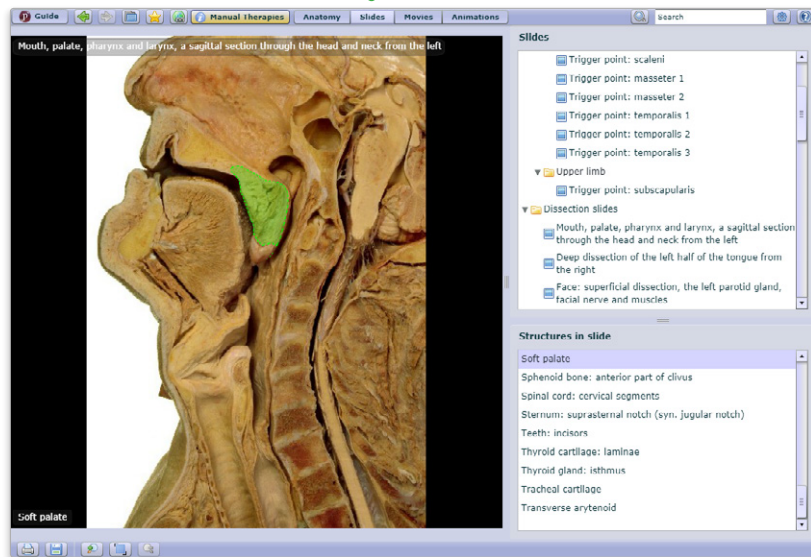 Guide
Manual Therapies
Anatomy
Slides
Movies
Animations
Search
Mouth, palate, pharynx and larynx, a sagittal section through the head and neck from the left
Soft palate
Slides
Trigger point: scaleni
Trigger point: masseter 1
Trigger point: masseter 2
Trigger point: temporalis 1
Trigger point: temporalis 2
Trigger point: temporalis 3
Upper limb
Trigger point: subscapularis
Dissection slides
Mouth, palate, pharynx and larynx, a sagittal section
through the head and neck from the left
Deep dissection of the left half of the tongue from
the right
Face: superficial dissection, the left parotid gland,
facial nerve and muscles
Structures in slide
Soft palate
Sphenoid bone: anterior part of clivus
Spinal cord: cervical segments
Sternum: suprasternal notch (syn. jugular notch)
Teeth: incisors
Thyroid cartilage: laminae
Thyroid gland: isthmus
Tracheal cartilage
Transverse arytenoid